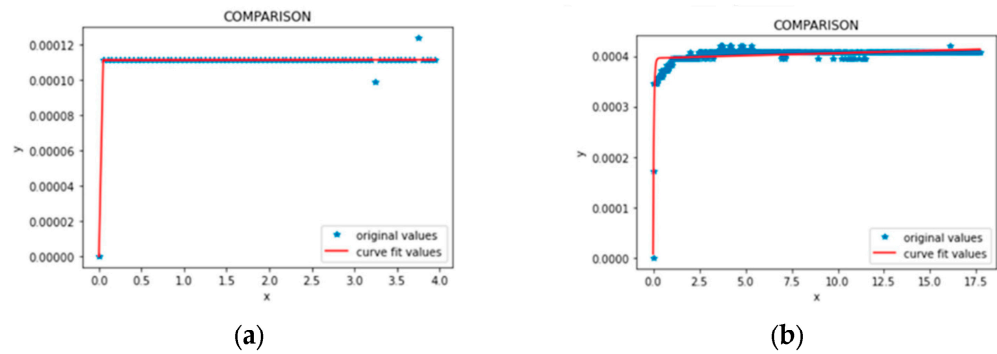 COMPARISON
0.00012
0.00010
0.00008
0.00006
0.00004
0.00002
0.00000
y
original values
curve fit values
0.0 0.5 1.0 1.5 2.0 2.5 3.0 3.5 4.0
x
(a)
COMPARISON
0.0004
0.0003
0.0002
0.0001
0.0000
y
original values
curve fit values
0.0 2.5 5.0 7.5 10.0 12.5 15.0 17.5
x
(b)